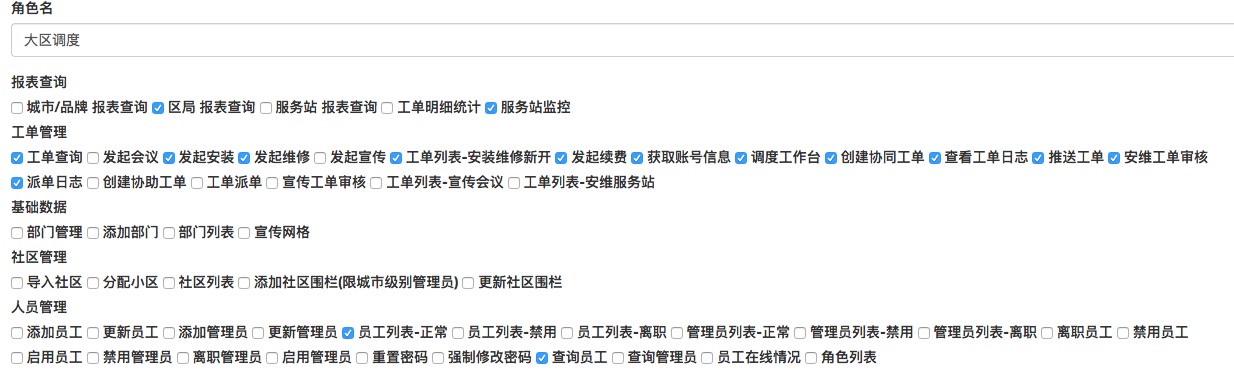 角色名
大区调度
报表查询
城市/品牌 报表查询 区局 报表查询 服务站 报表查询 工单明细统计 服务站监控
工单管理
工单查询 发起会议 发起安装 发起维修 发起宣传 工单列表-安装维修新开 发起续费 获取账号信息 调度工作台 创建协同工单 查看工单日志 推送工单 安维工单审核
派单日志 创建协助工单 工单派单 宣传工单审核 工单列表-宣传会议 工单列表-安维服务站
基础数据
部门管理 添加部门 部门列表 宣传网格
社区管理
导入社区 分配小区 社区列表 添加社区围栏(限城市级别管理员) 更新社区围栏
人员管理
添加员工 更新员工 添加管理员 更新管理员 员工列表-正常 员工列表-禁用 员工列表-离职 管理员列表-正常 管理员列表-禁用 管理员列表-离职 离职员工 禁用员工
启用员工 禁用管理员 离职管理员 启用管理员 重置密码 强制修改密码 查询员工 查询管理员 员工在线情况 角色列表